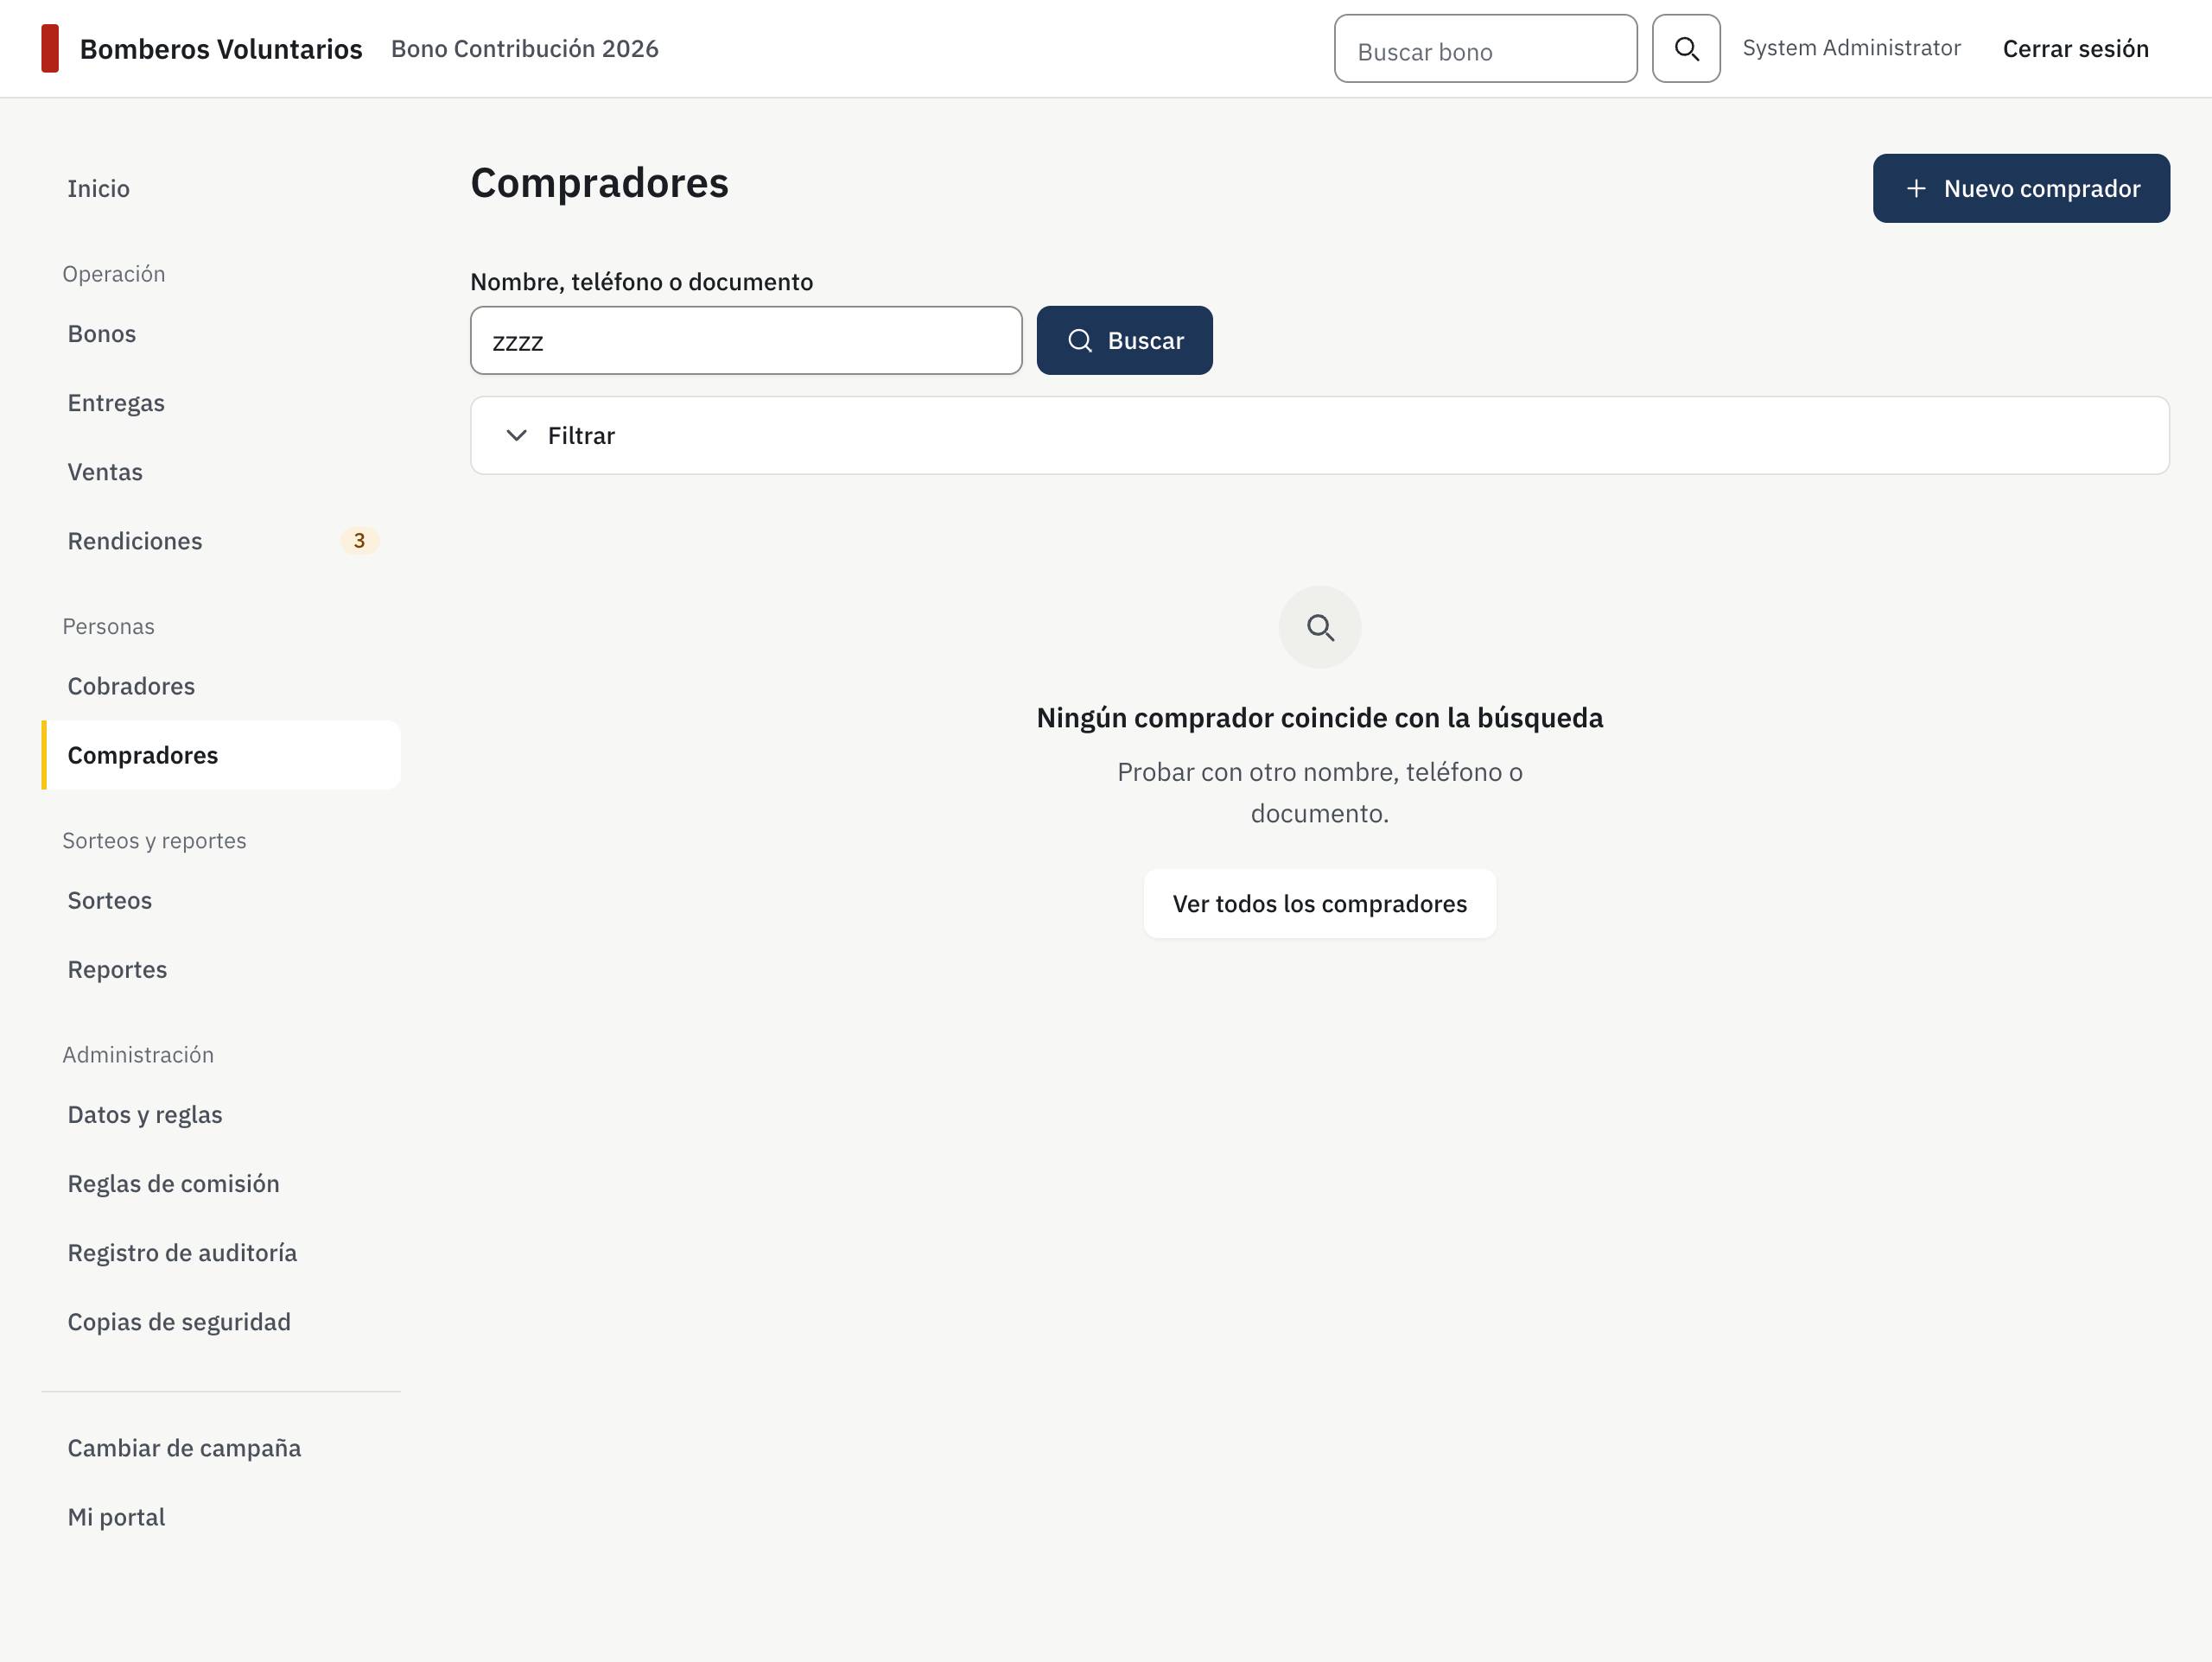 Bomberos Voluntarios
Bono Contribución 2026
Buscar bono
System Administrator
Cerrar sesión
Inicio
Operación
Bonos
Entregas
Ventas
Rendiciones
3
Personas
Cobradores
Compradores
Sorteos y reportes
Sorteos
Reportes
Administración
Datos y reglas
Reglas de comisión
Registro de auditoría
Copias de seguridad
Cambiar de campaña
Mi portal
Compradores
Nuevo comprador
Nombre, teléfono o documento
zzzz
Buscar
Filtrar
Ningún comprador coincide con la búsqueda
Probar con otro nombre, teléfono o
documento.
Ver todos los compradores